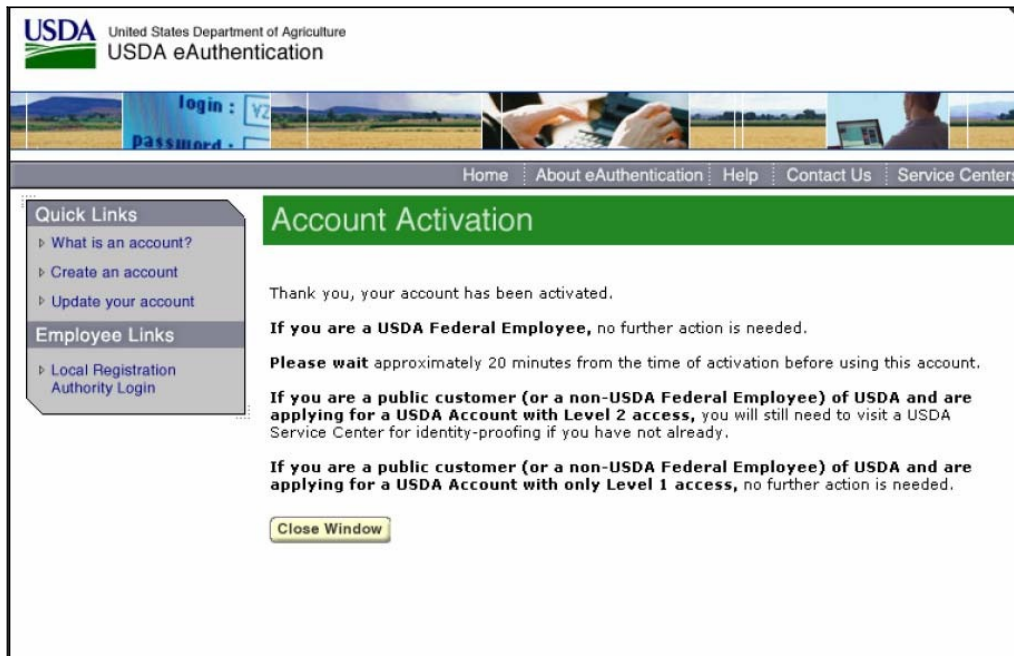 USDA
United States Department of Agriculture
USDA eAuthentication
login :
password :
Home
About eAuthentication
Help
Contact Us
Service Centers
Quick Links
What is an account?
Create an account
Update your account
Employee Links
Local Registration
Authority Login
Account Activation
Thank you, your account has been activated.
If you are a USDA Federal Employee, no further action is needed.
Please wait approximately 20 minutes from the time of activation before using this account.
If you are a public customer (or a non-USDA Federal Employee) of USDA and are
applying for a USDA Account with Level 2 access, you will still need to visit a USDA
Service Center for identity-proofing if you have not already.
If you are a public customer (or a non-USDA Federal Employee) of USDA and are
applying for a USDA Account with only Level 1 access, no further action is needed.
Close Window